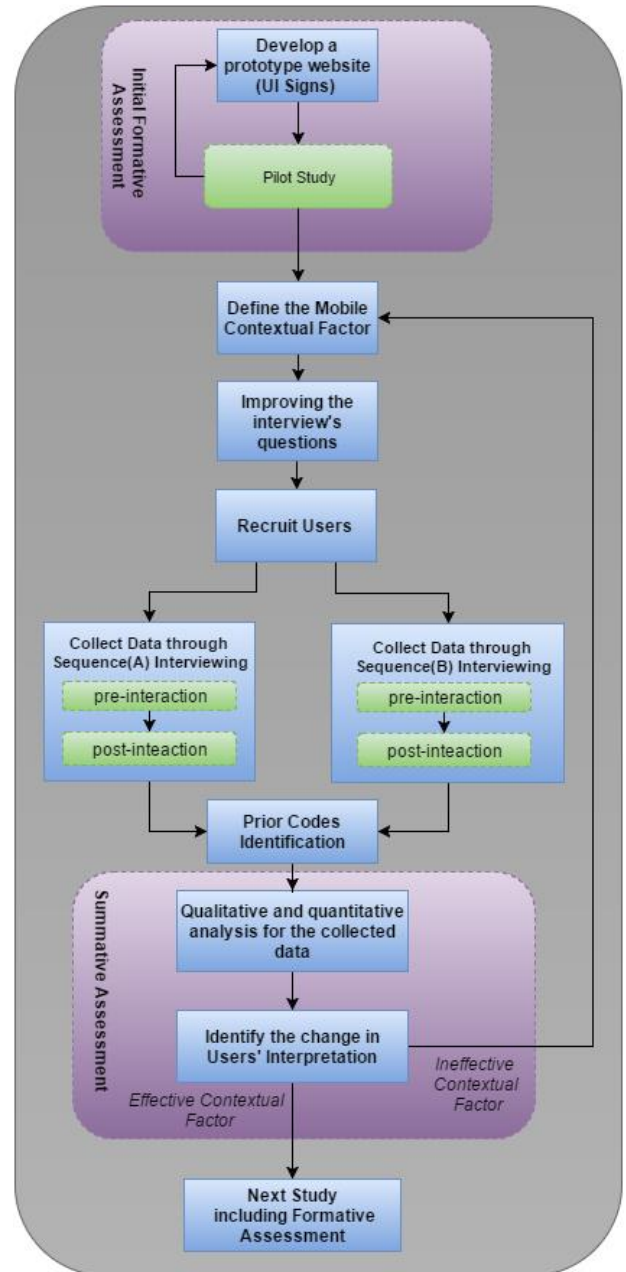 Initial Formative
Assessment
Develop a
prototype website
(UI Signs)
Pilot Study
Define the Mobile
Contextual Factor
Improving the
interview's
questions
Recruit Users
Collect Data through
Sequence(A) Interviewing
pre-interaction
post-inteaction
Collect Data through
Sequence(B) Interviewing
pre-interaction
post-inteaction
Prior Codes
Identification
Summative Assessment
Qualitative and quantitative
analysis for the collected
data
Identify the change in
Users' Interpretation
Effective Contextual
Factor
Ineffective
Contextual
Factor
Next Study
including Formative
Assessment